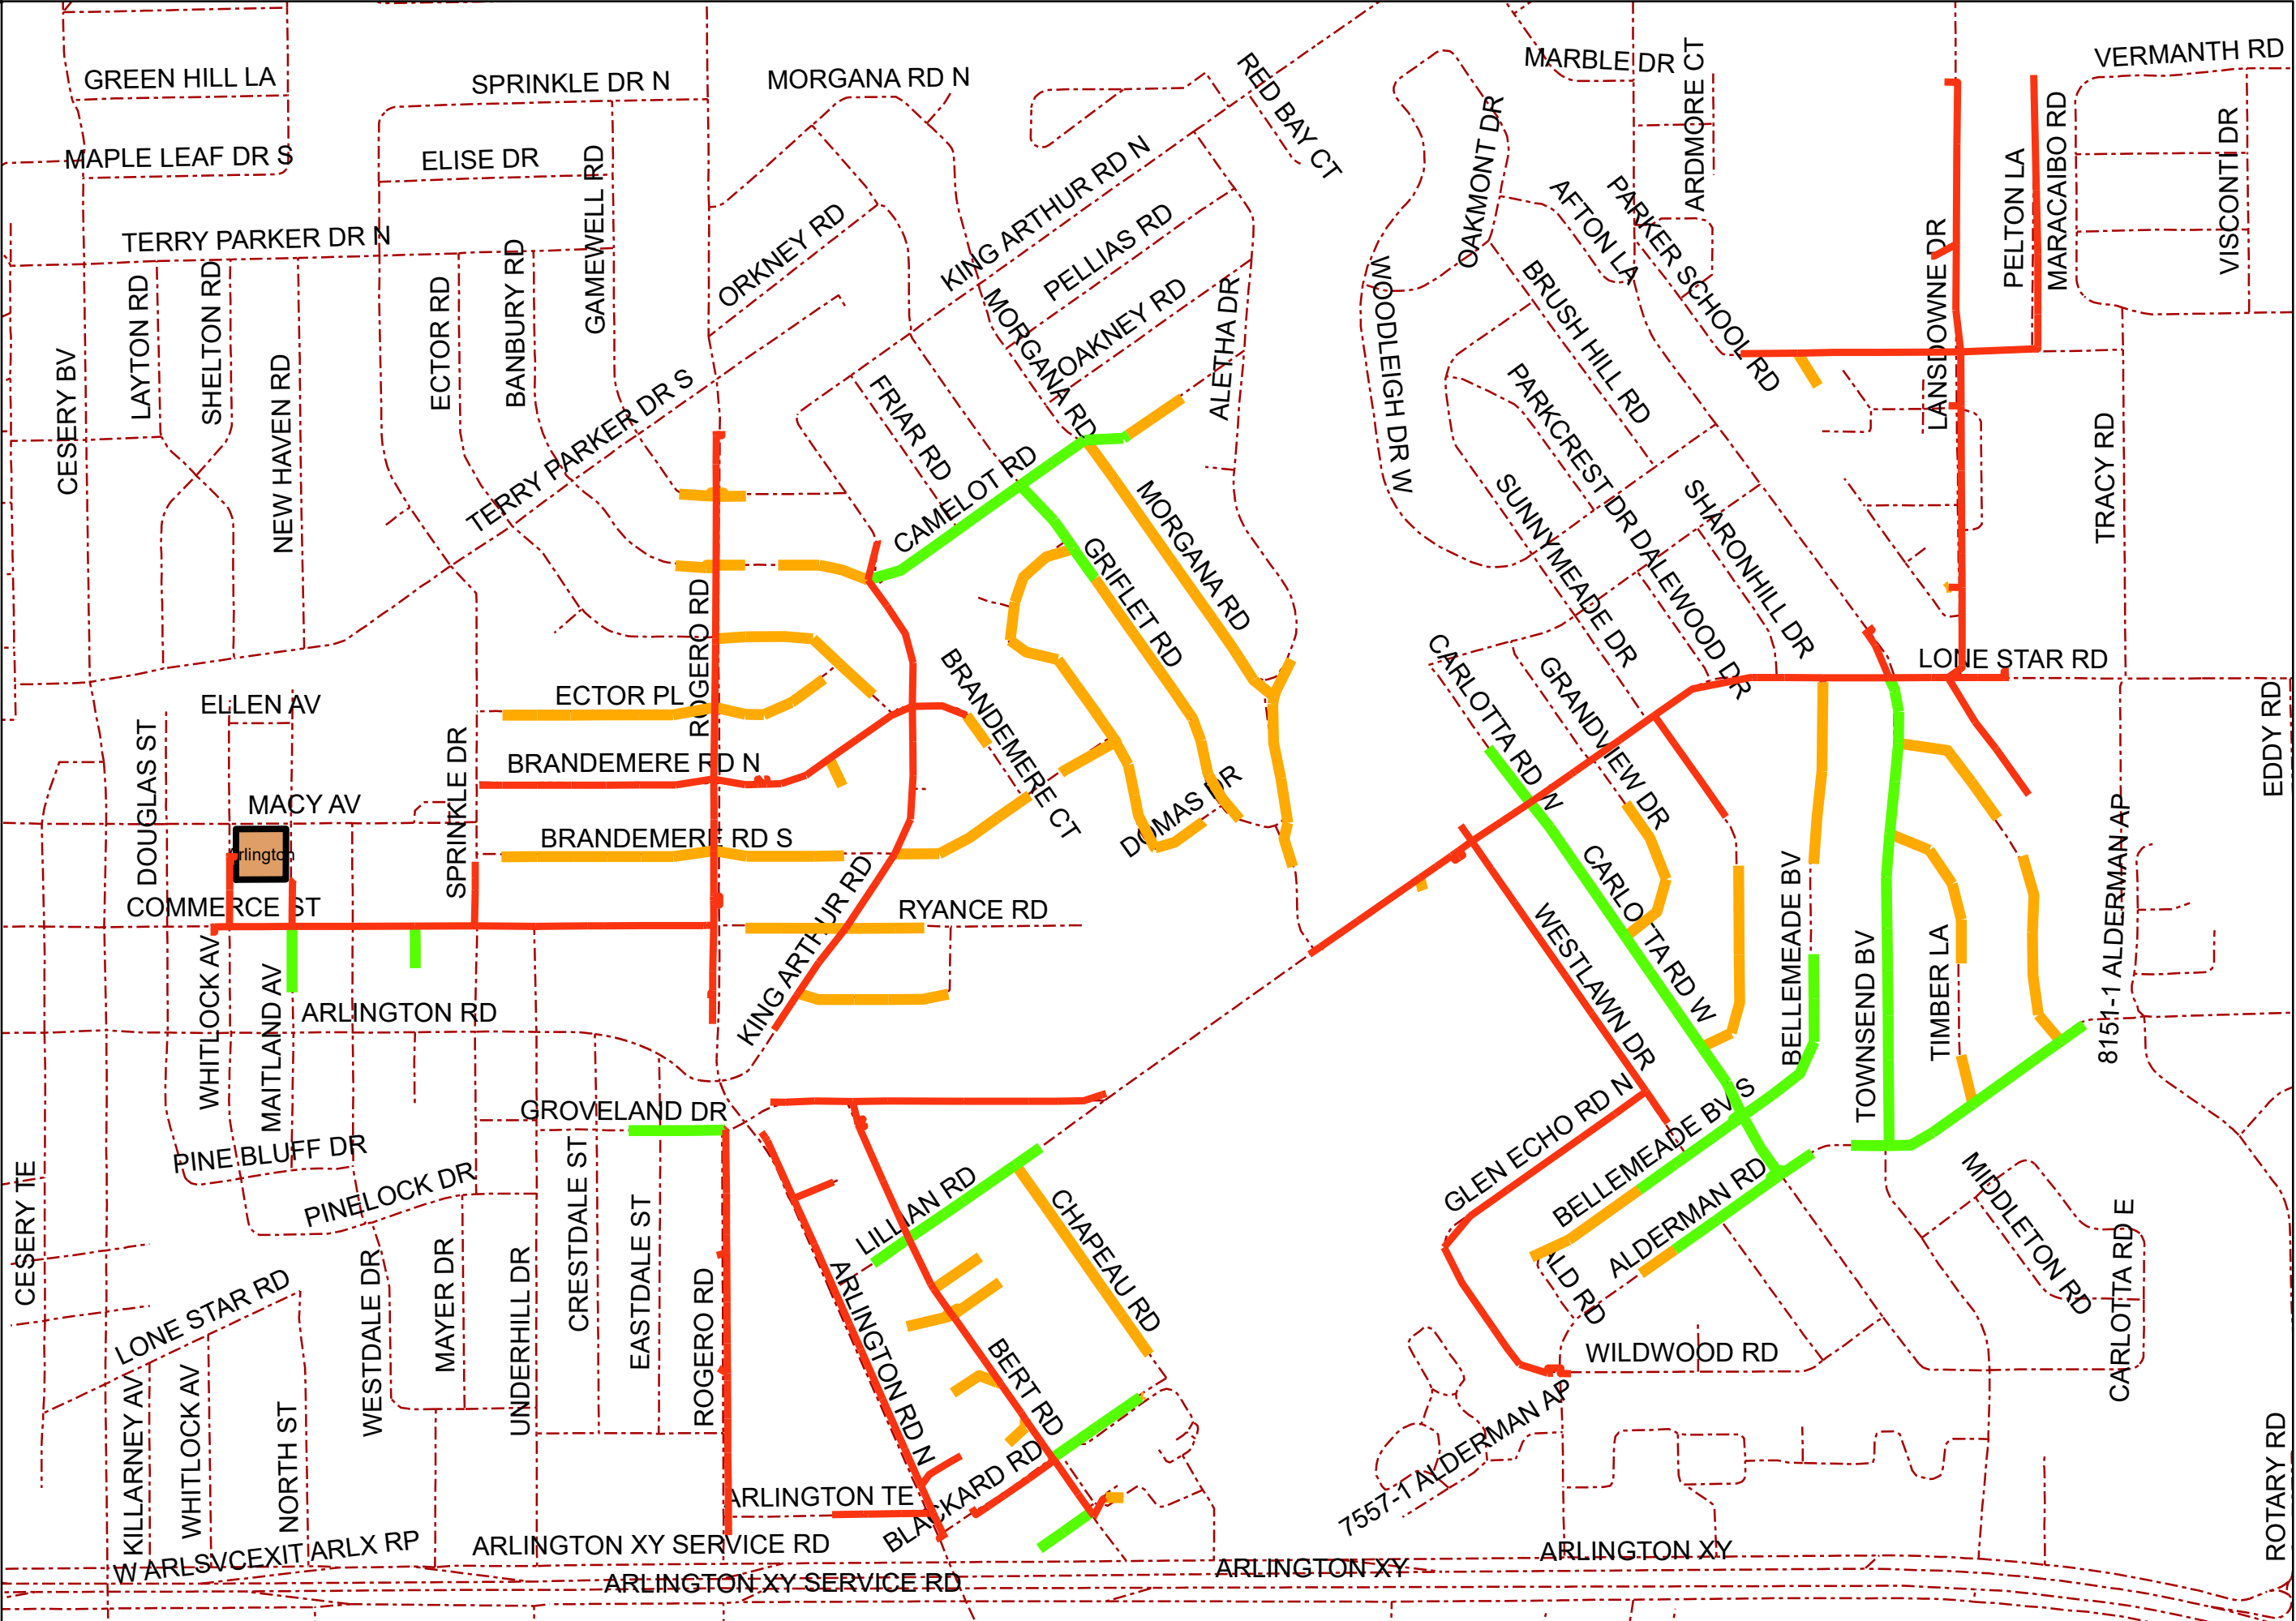 GREEN HILL LA
SPRINKLE DR N
MORGANA RD N
RED BAY CT
MARBLE DR
ARDMORE CT
VERMANTH RD
MAPLE LEAF DR S
ELISE DR
GAMEWELL RD
KING ARTHUR RD N
OAKMONT DR
AFTON LA
PARKER SCHOOL RD
PELTON LA
MARACAIBO RD
VISCONTI DR
TERRY PARKER DR N
ORKNEY RD
PELLIAS RD
OAKNEY RD
MORGANA RD
ALETHA DR
WOODLEIGH DR W
BRUSH HILL RD
LANSDOWNE DR
CESERY BV
LAYTON RD
SHELTON RD
NEW HAVEN RD
ECTOR RD
BANBURY RD
TERRY PARKER DR S
FRIAR RD
CAMELOT RD
MORGANA RD
GRIFLET RD
PARKCREST DR
DALEWOOD DR
SUNNYMEADE DR
SHARONHILL DR
TRACY RD
ROGERO RD
BRANDEMERE CT
CARLOTTA RD W
GRANDVIEW DR
LONE STAR RD
EDDY RD
ELLEN AV
ECTOR PL
DOUGLAS ST
SPRINKLE DR
BRANDEMERE RD N
MACY AV
BRANDEMERE RD S
DOMAS DR
rlington
COMMERCE ST
KING ARTHUR RD
RYANCE RD
WESTLAWN DR
CARLOTTA RD W
BELLEMEADE BV
TOWNSEND BV
TIMBER LA
8151-1 ALDERMAN AP
WHITLOCK AV
MAITLAND AV
ARLINGTON RD
GROVELAND DR
PINE BLUFF DR
PINELOCK DR
CESERY TE
CRESTDALE ST
EASTDALE ST
LILLIAN RD
CHAPEAU RD
GLEN ECHO RD N
BELLEMEADE BV S
ALDERMAN RD
ALD RD
MIDDLETON RD
CARLOTTA RD E
LONE STAR RD
WESTDALE DR
MAYER DR
UNDERHILL DR
ROGERO RD
ARLINGTON RD N
BERT RD
WILDWOOD RD
KILLARNEY AV
WHITLOCK AV
NORTH ST
ARLINGTON TE
BLACKARD RD
7557-1 ALDERMAN AP
ROTARY RD
W ARLSVCEXIT ARLX RP
ARLINGTON XY SERVICE RD
ARLINGTON XY SERVICE RD
ARLINGTON XY
ARLINGTON XY